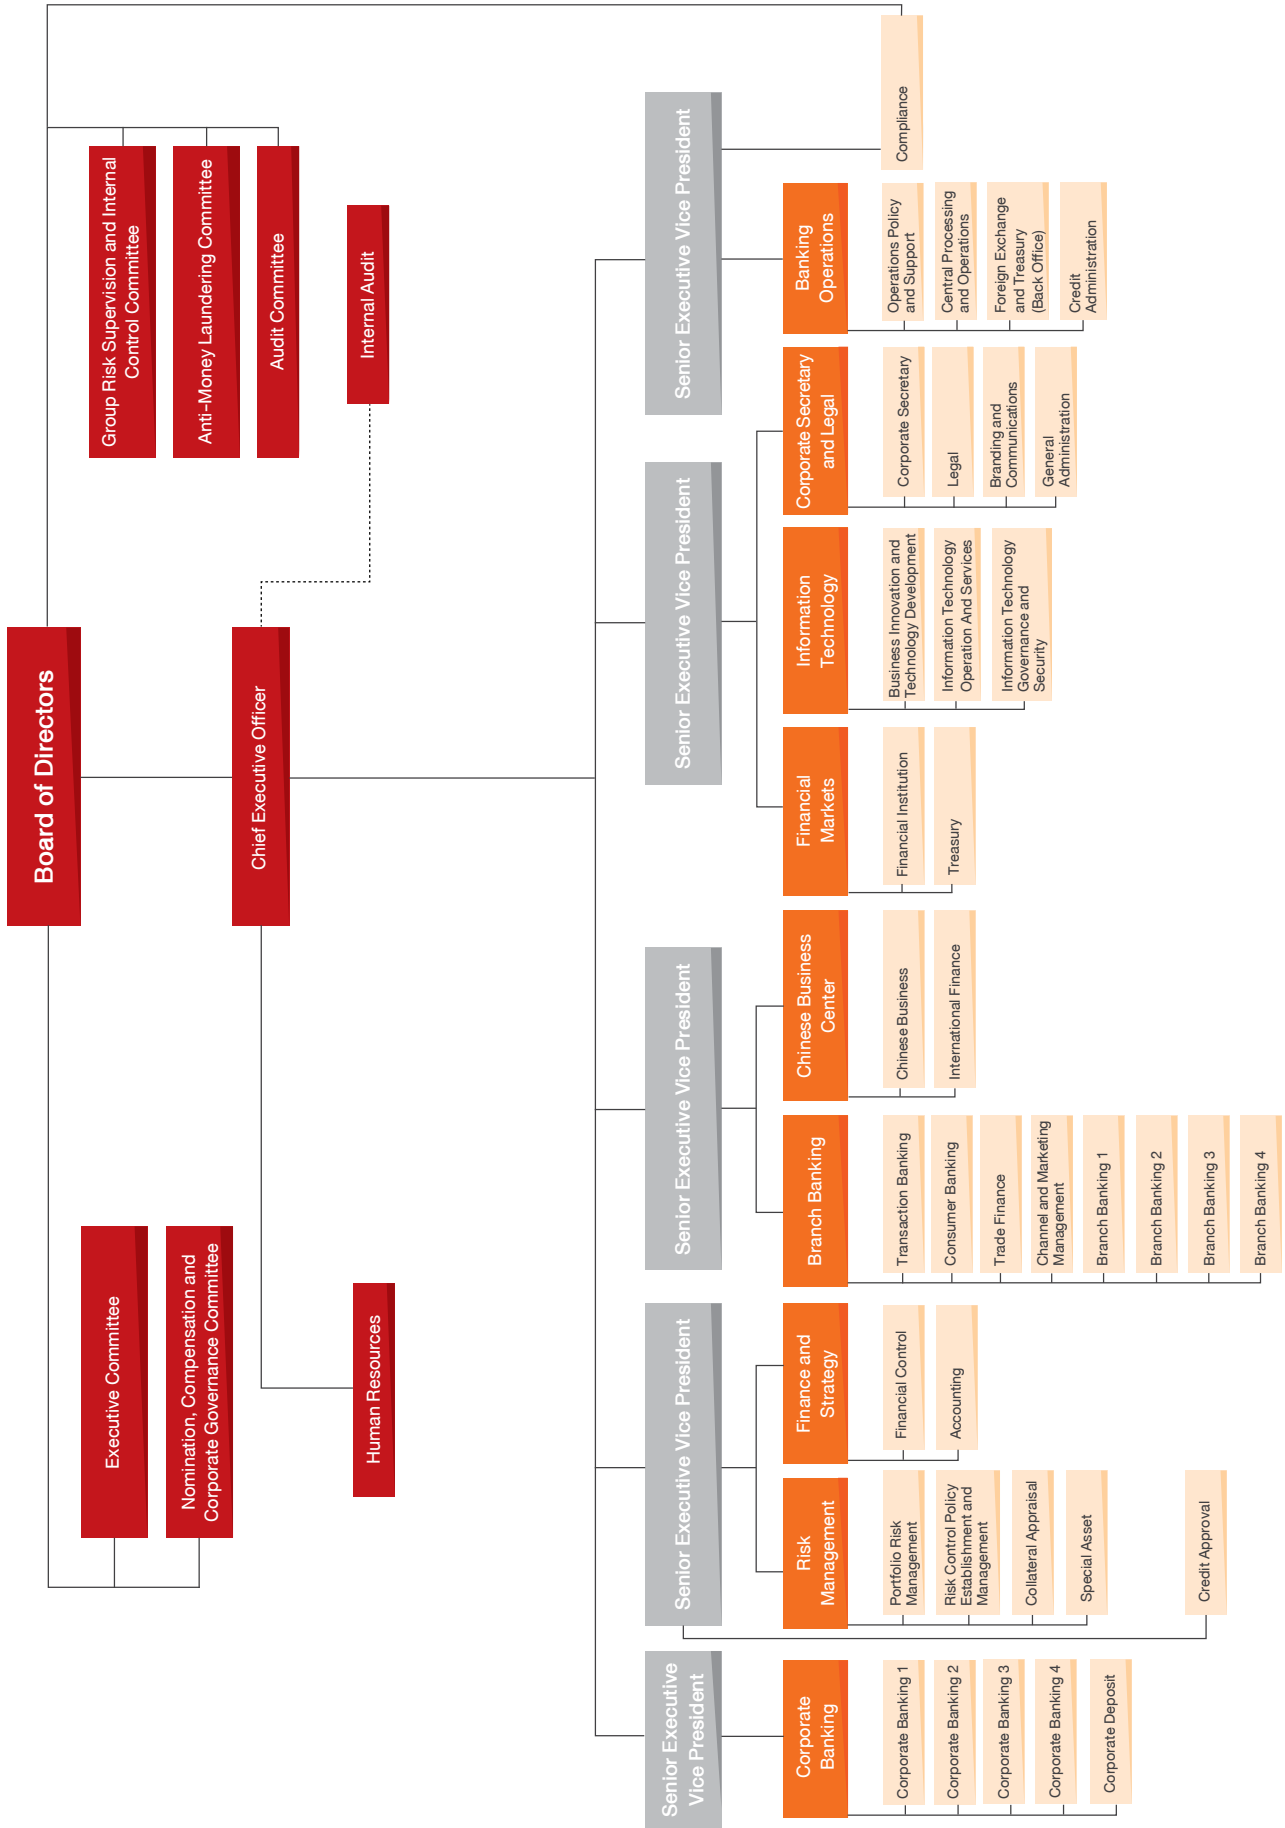 Board of Directors
Executive Committee
Nomination, Compensation and
Corporate Governance Committee
Group Risk Supervision and Internal
Control Committee
Anti-Money Laundering Committee
Audit Committee
Chief Executive Officer
Human Resources
Internal Audit
Senior Executive
Vice President
Senior Executive Vice President
Senior Executive Vice President
Senior Executive Vice President
Senior Executive Vice President
Corporate
Banking
Corporate Banking 1
Corporate Banking 2
Corporate Banking 3
Corporate Banking 4
Corporate Deposit
Risk
Management
Portfolio Risk
Management
Risk Control Policy
Establishment and
Management
Collateral Appraisal
Special Asset
Credit Approval
Finance and
Strategy
Financial Control
Accounting
Branch Banking
Transaction Banking
Consumer Banking
Trade Finance
Channel and Marketing
Management
Branch Banking 1
Branch Banking 2
Branch Banking 3
Branch Banking 4
Chinese Business
Center
Chinese Business
International Finance
Financial
Markets
Financial Institution
Treasury
Information
Technology
Business Innovation and
Technology Development
Information Technology
Operation And Services
Information Technology
Governance and
Security
Corporate Secretary
and Legal
Corporate Secretary
Legal
Branding and
Communications
General
Administration
Banking
Operations
Operations Policy
and Support
Central Processing
and Operations
Foreign Exchange
and Treasury
(Back Office)
Credit
Administration
Compliance